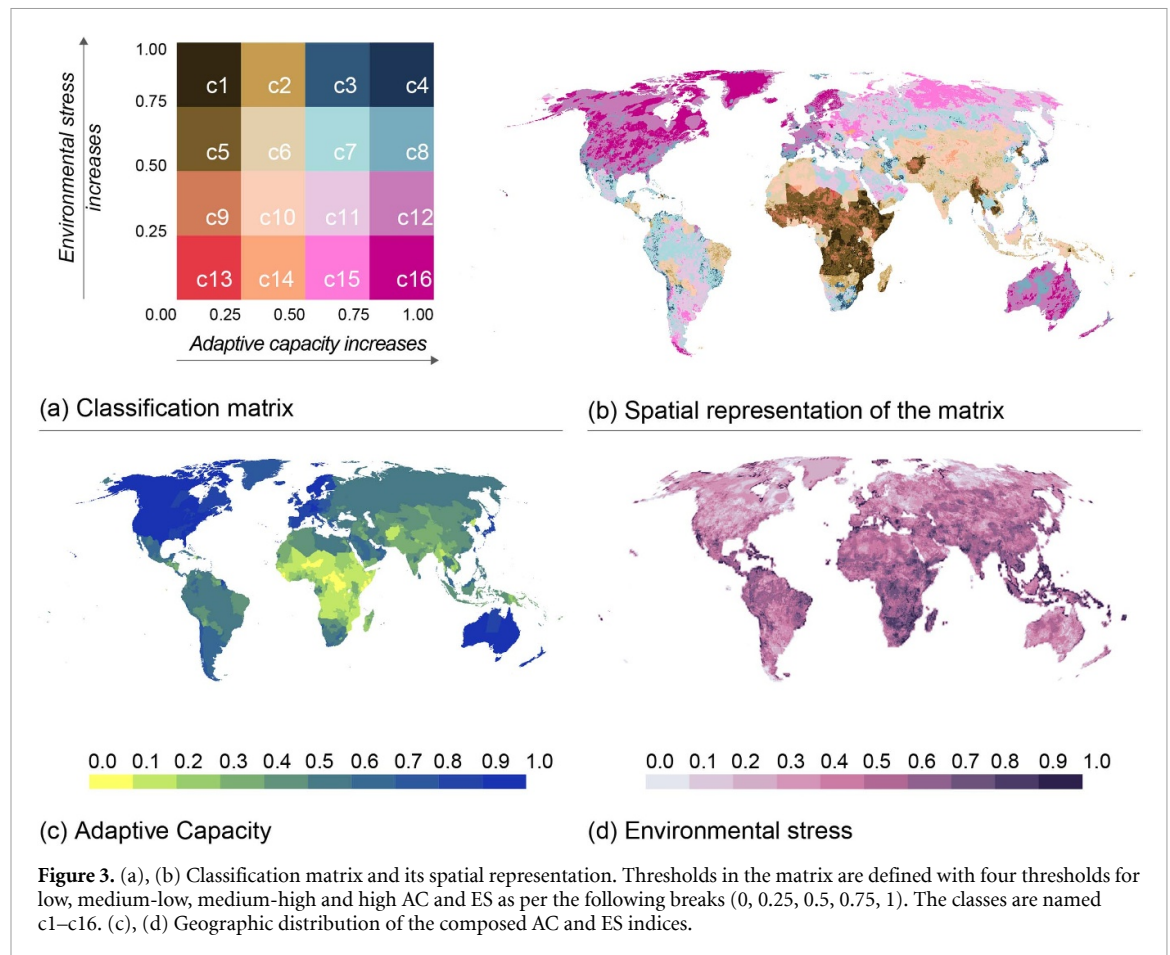 Environmental stress
increases
1.00
0.75
0.50
0.25
c1 c2 c3 c4
c5 c6 c7 c8
c9 c10 c11 c12
c13 c14 c15 c16
0.00 0.25 0.50 0.75 1.00
Adaptive capacity increases
(a) Classification matrix
(b) Spatial representation of the matrix
0.0 0.1 0.2 0.3 0.4 0.5 0.6 0.7 0.8 0.9 1.0
(c) Adaptive Capacity
0.0 0.1 0.2 0.3 0.4 0.5 0.6 0.7 0.8 0.9 1.0
(d) Environmental stress
Figure 3. (a), (b) Classification matrix and its spatial representation. Thresholds in the matrix are defined with four thresholds for
low, medium-low, medium-high and high AC and ES as per the following breaks (0, 0.25, 0.5, 0.75, 1). The classes are named
c1–c16. (c), (d) Geographic distribution of the composed AC and ES indices.